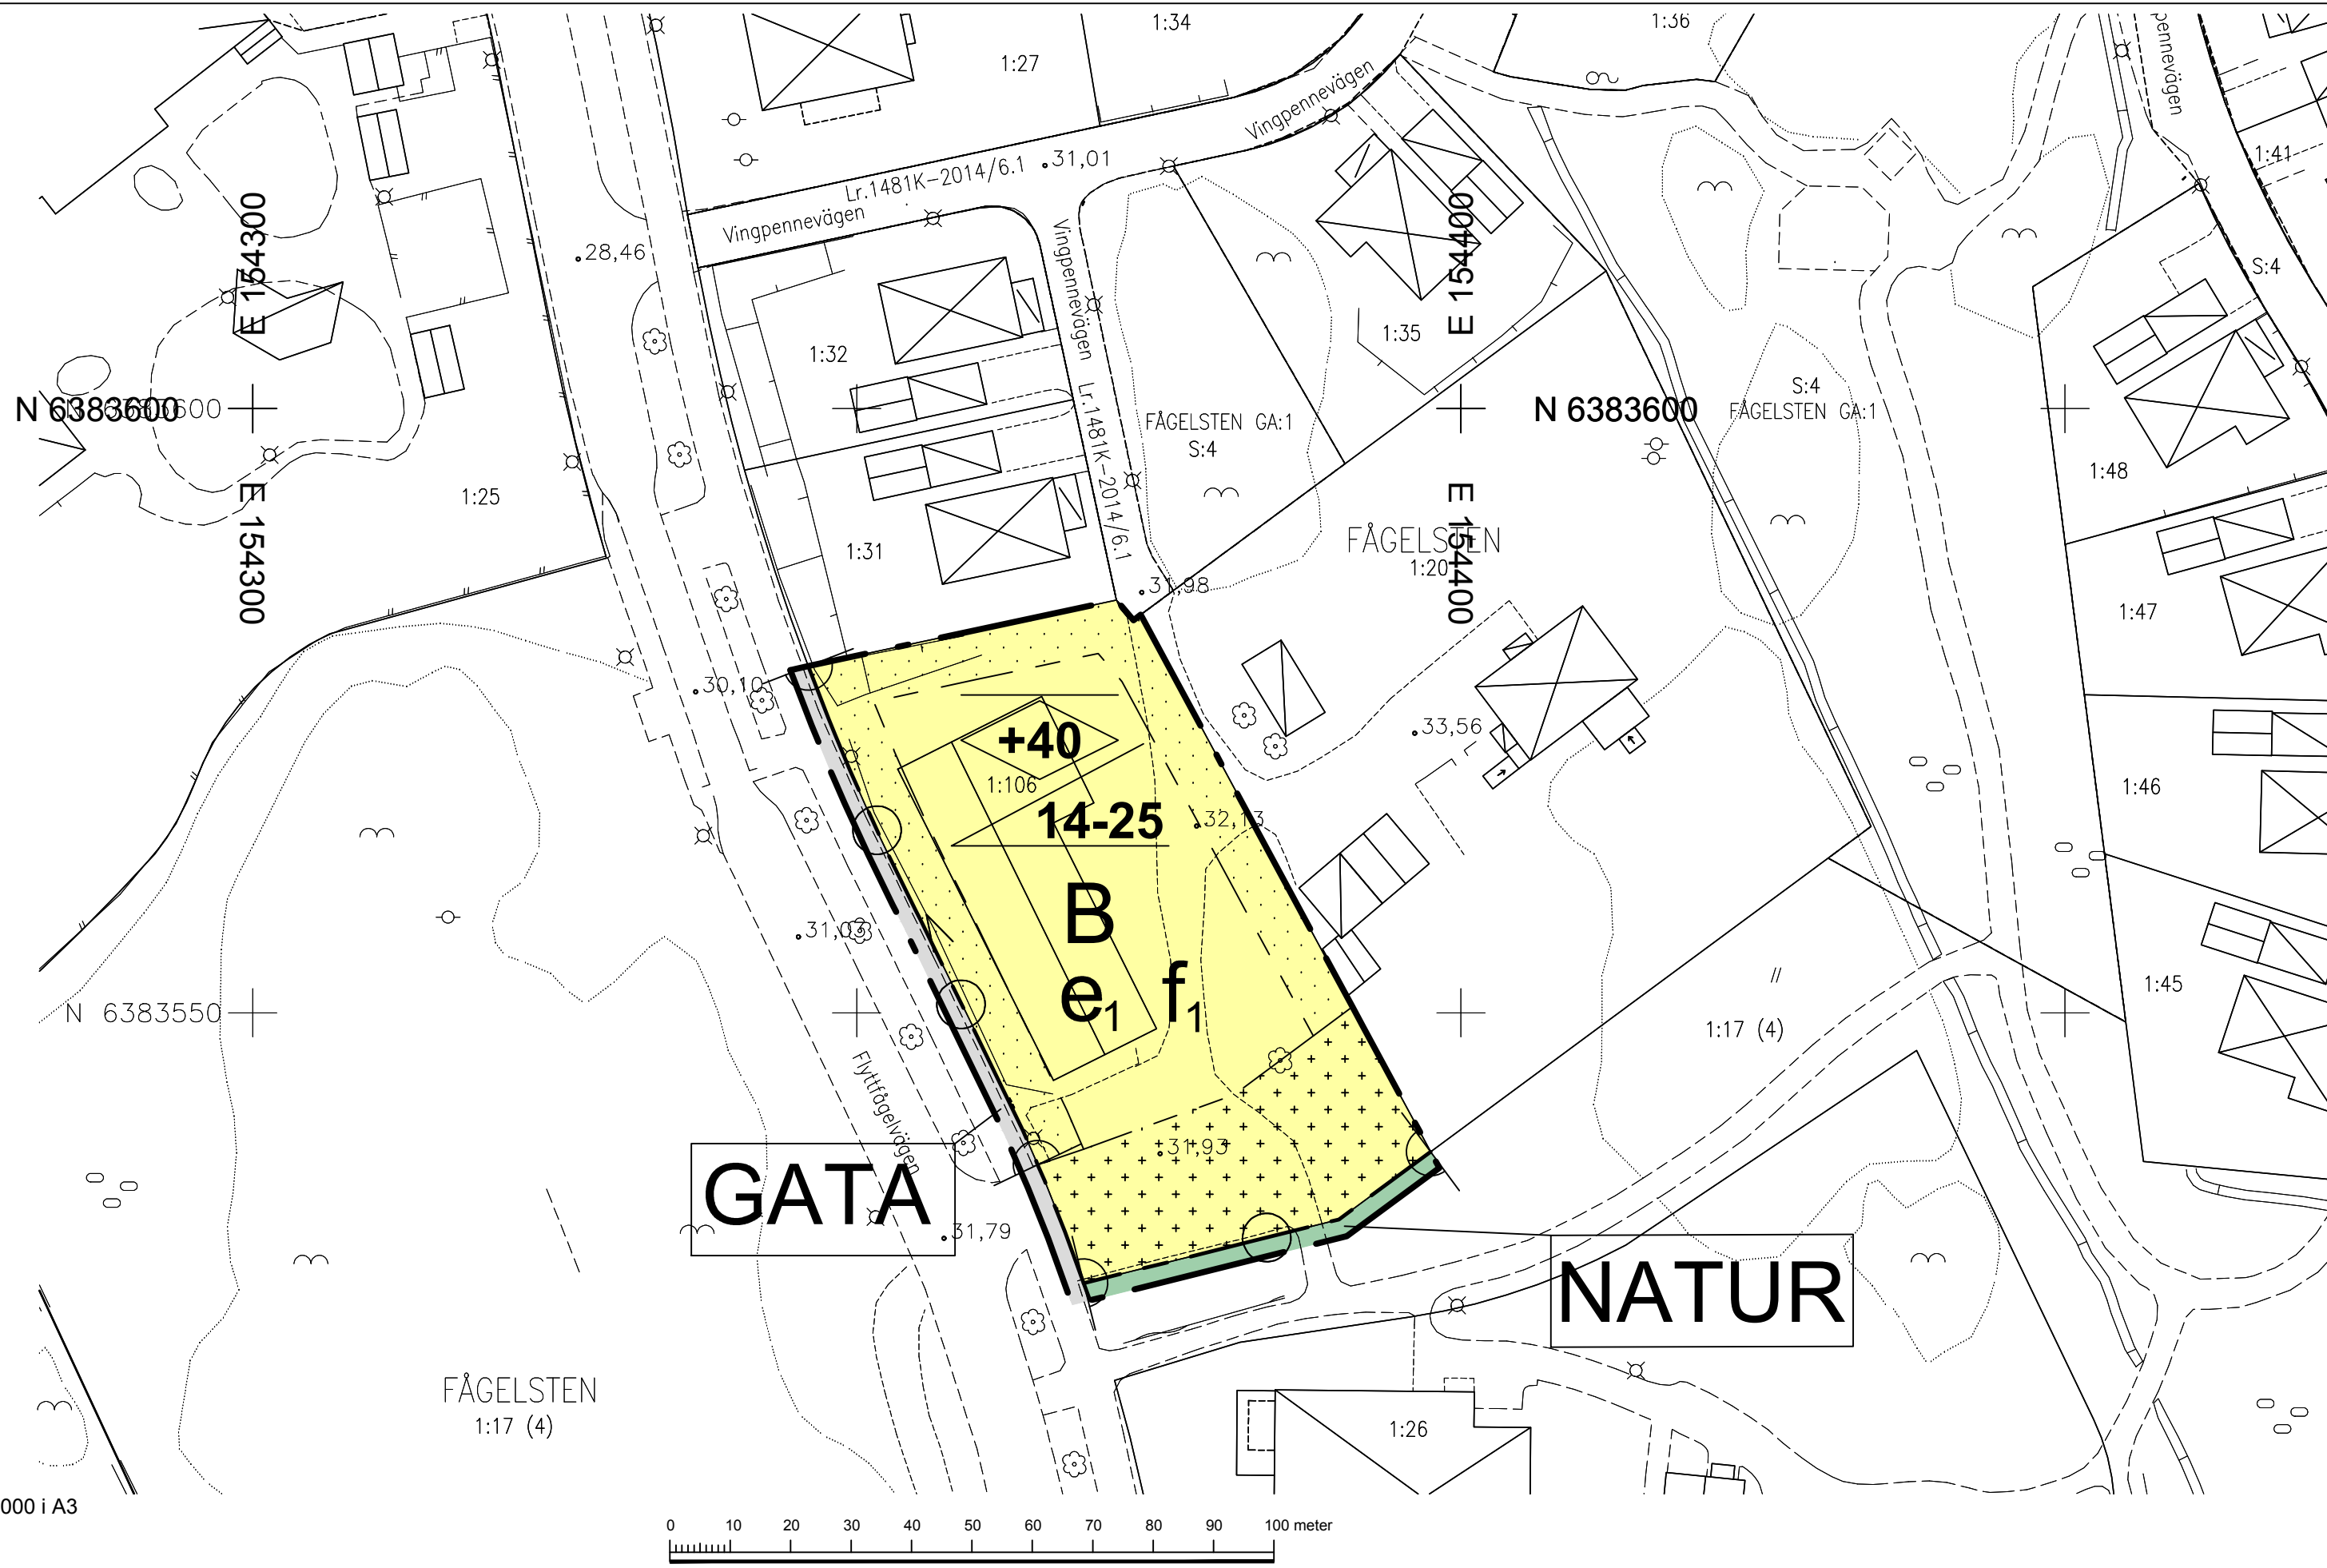 1:34
1:36
1:27
Vingpennevägen
pennevägen
1:41
Lr.1481K-2014/6.1
31,01
Vingpennevägen
E 154300
28,46
Vingpennevägen Lr.1481K-2014/6.1
E 154400
S:4
1:32
1:35
N 6383600
FÅGELSTEN GA:1
S:4
N 6383600
S:4
FÅGELSTEN GA:1
1:25
1:48
E 154300
1:31
FÅGELSTEN
1:20
E 154400
31,98
1:47
30,10
+40
1:106
33,56
14-25
32,13
1:46
B
31,03
e1 f1
N 6383550
1:17 (4)
1:45
Flyttfågelvägen
31,93
GATA
31,79
NATUR
FÅGELSTEN
1:17 (4)
1:26
000 i A3
0 10 20 30 40 50 60 70 80 90 100 meter